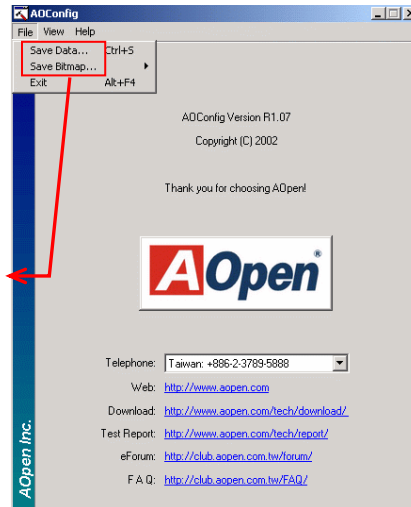 AOConfig
File View Help
Save Data... Ctrl+S
Save Bitmap...
Exit Alt+F4
AOConfig Version R1.07
Copyright (C) 2002
Thank you for choosing AOpen!
AOpen®
Telephone: Taiwan: +886-2-3789-5888
Web: http://www.aopen.com
Download: http://www.aopen.com/tech/download/
Test Report: http://www.aopen.com/tech/report/
eForum: http://club.aopen.com.tw/forum/
F A Q: http://club.aopen.com.tw/FAQ/
AOpen Inc.